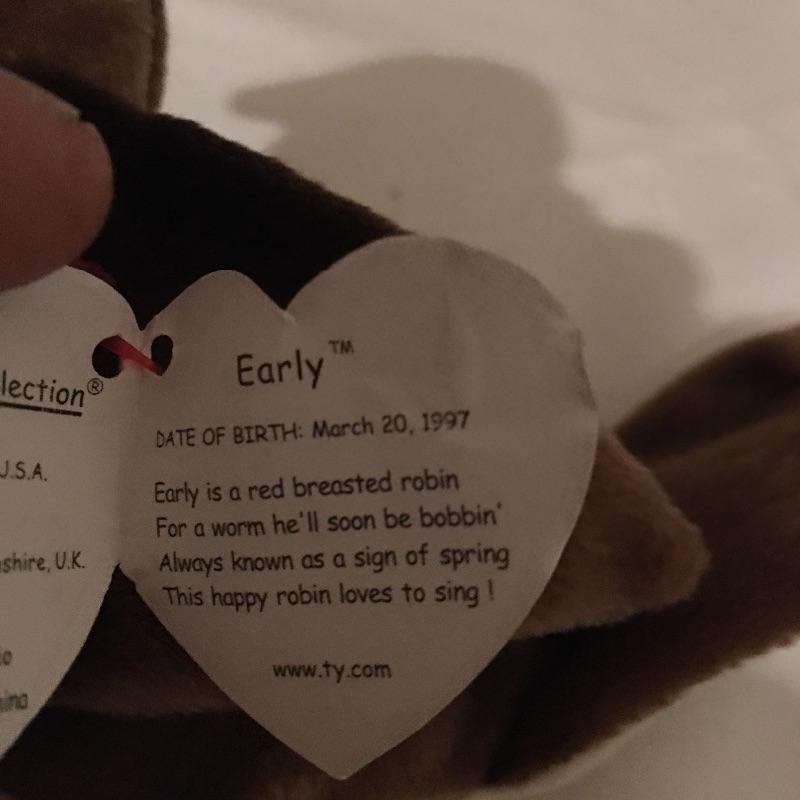 lection®
U.S.A.
shire, U.K.
Early™
DATE OF BIRTH: March 20, 1997
Early is a red breasted robin
For a worm he'll soon be bobbin'
Always known as a sign of spring
This happy robin loves to sing !
www.ty.com